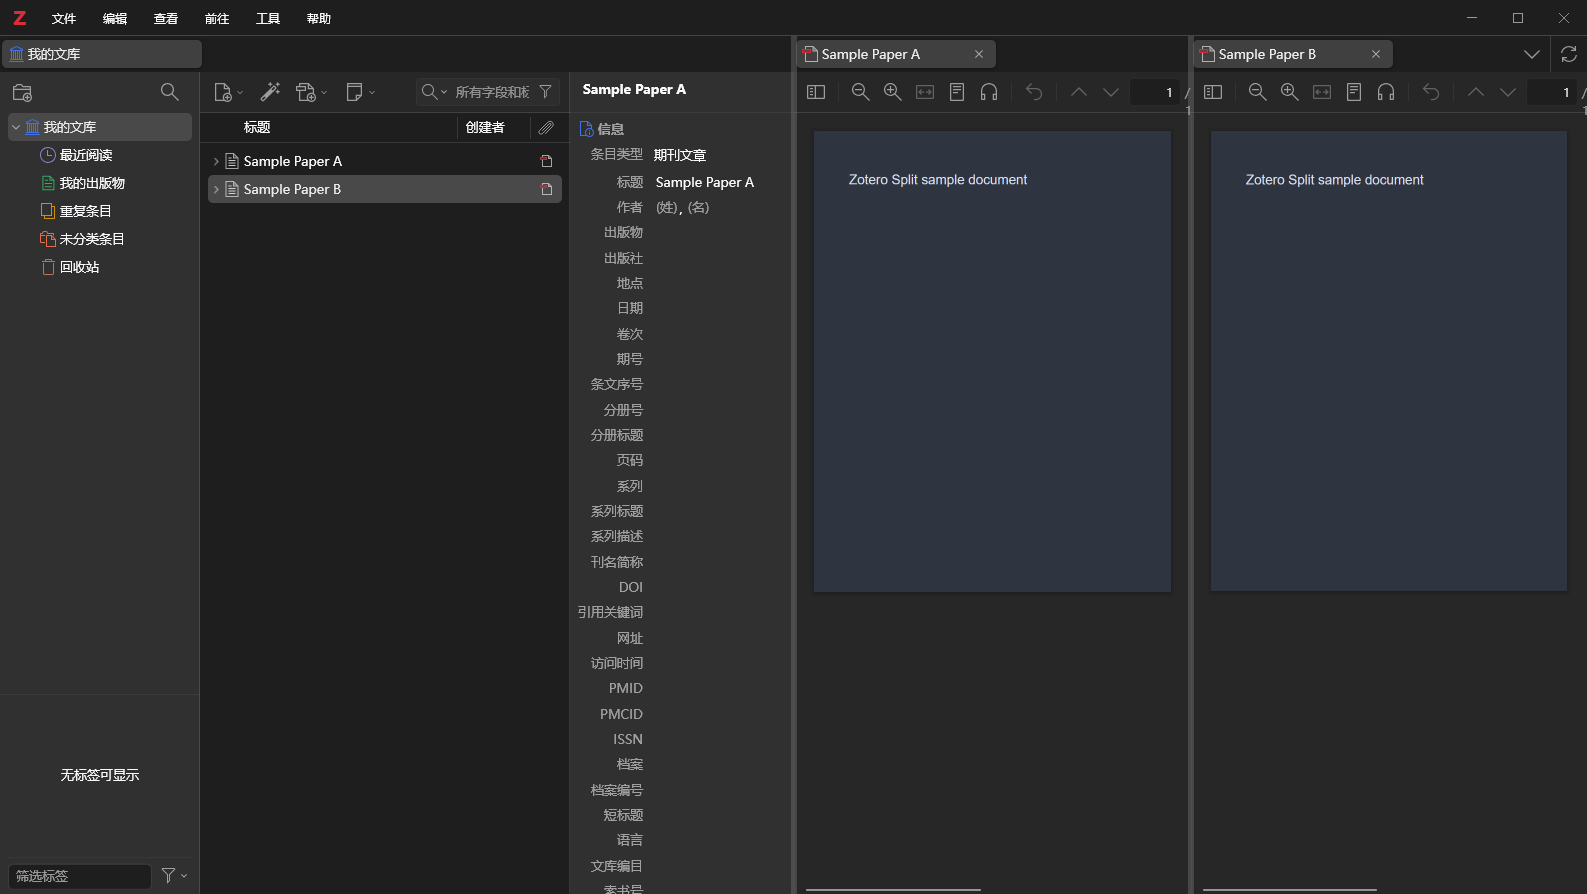 Z 文件 编辑 查看 前往 工具 帮助
我的文库
Sample Paper A
Sample Paper B
所有字段和标
Sample Paper A
1 / 1
1 / 1
我的文库
最近阅读
我的出版物
重复条目
未分类条目
回收站
标题 创建者
Sample Paper A
Sample Paper B
信息
条目类型 期刊文章
标题 Sample Paper A
作者 (姓), (名)
出版物
出版社
地点
日期
卷次
期号
条文序号
分册号
分册标题
页码
系列
系列标题
系列描述
刊名简称
DOI
引用关键词
网址
访问时间
PMID
PMCID
ISSN
档案
档案编号
短标题
语言
文库编目
索书号
Zotero Split sample document
Zotero Split sample document
无标签可显示
筛选标签